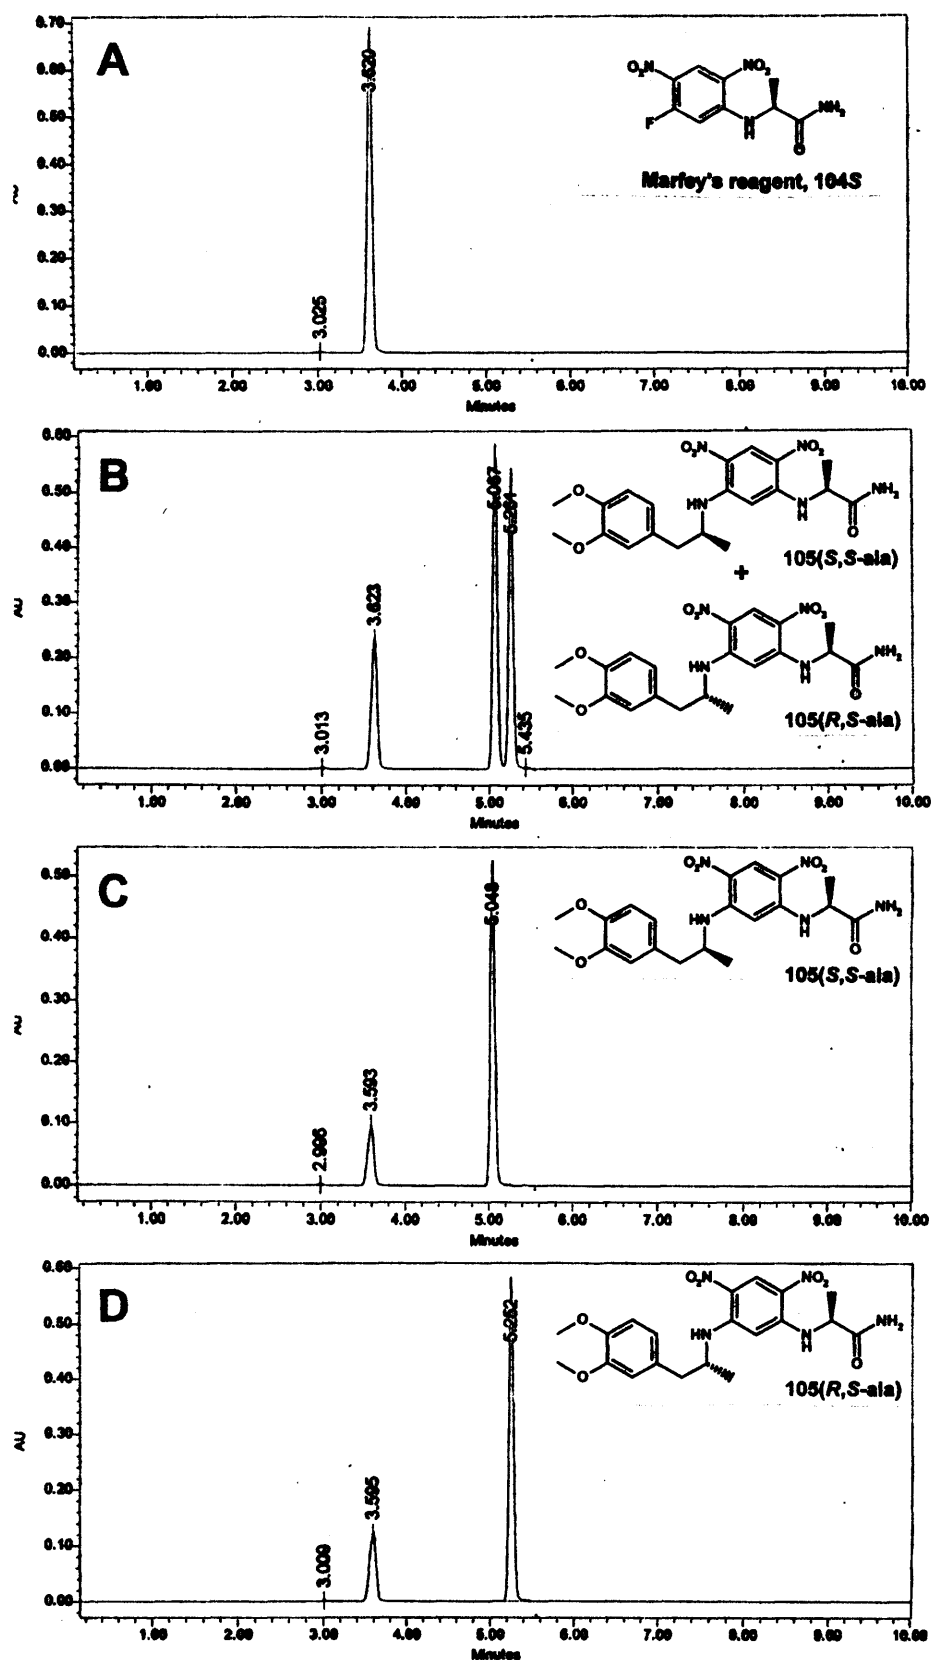 A
0.70
0.60
0.50
0.40
0.30
0.20
0.10
0.00
3.025
3.620
O₂N
NO₂
F
N
H
NH₂
O
Marfey's reagent, 104S
1.00 2.00 3.00 4.00 5.00 6.00 7.00 8.00 9.00 10.00
Minutes
B
AU
0.60
0.50
0.40
0.30
0.20
0.10
0.00
3.013
3.623
5.067
5.261
5.435
O₂N
NO₂
O
O
HN
N
H
NH₂
O
105(S,S-ala)
+
O₂N
NO₂
O
O
HN
N
H
NH₂
O
105(R,S-ala)
1.00 2.00 3.00 4.00 5.00 6.00 7.00 8.00 9.00 10.00
Minutes
C
0.50
0.40
0.30
0.20
0.10
0.00
3.593
5.048
O₂N
NO₂
O
O
HN
N
H
NH₂
O
105(S,S-ala)
1.00 2.00 3.00 4.00 5.00 6.00 7.00 8.00 9.00 10.00
Minutes
D
AU
0.60
0.50
0.40
0.30
0.20
0.10
0.00
3.009
3.595
5.252
O₂N
NO₂
O
O
HN
N
H
NH₂
O
105(R,S-ala)
1.00 2.00 3.00 4.00 5.00 6.00 7.00 8.00 9.00 10.00
Minutes